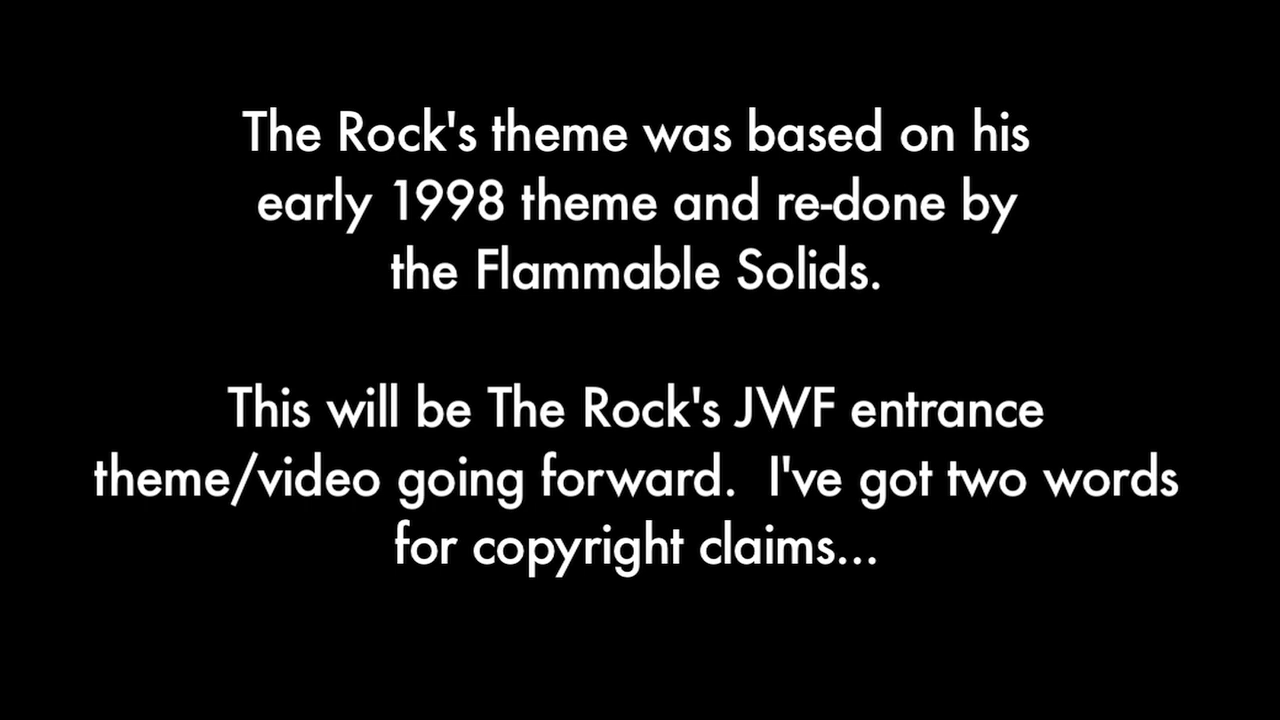 The Rock's theme was based on his
early 1998 theme and re-done by
the Flammable Solids.
This will be The Rock's JWF entrance
theme/video going forward.  I've got two words
for copyright claims...